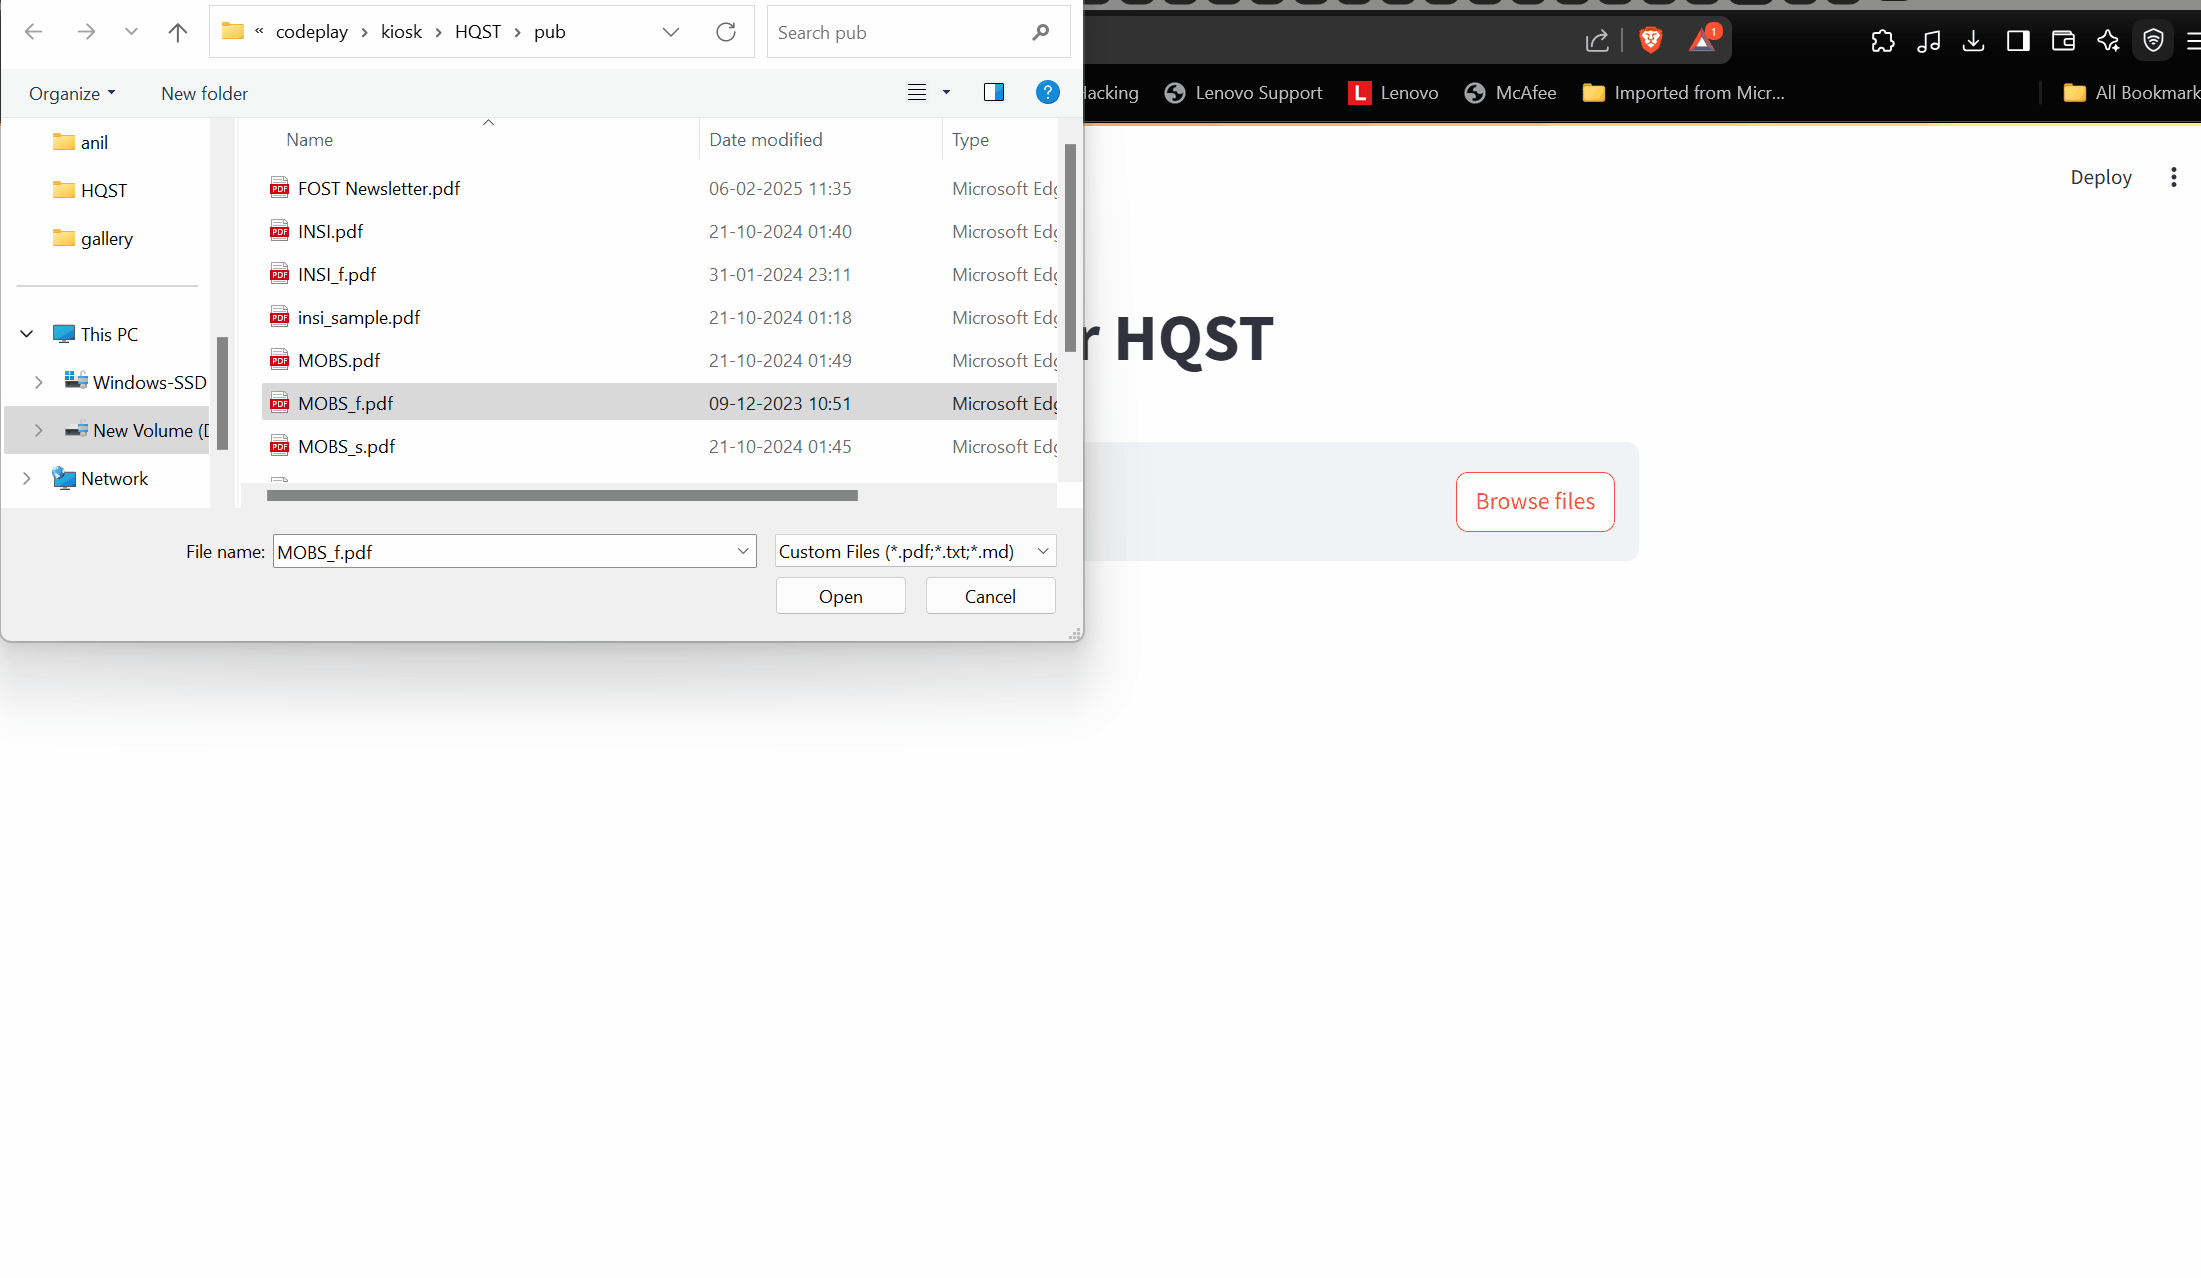 « codeplay › kiosk › HQST › pub
Search pub
1
Organize
New folder
?
Lenovo Support
L Lenovo
McAfee
Imported from Micr...
All Bookmark
anil
HQST
gallery
This PC
Windows-SSD
New Volume (D
Network
Name
Date modified
Type
FOST Newsletter.pdf 06-02-2025 11:35 Microsoft Edg
INSI.pdf 21-10-2024 01:40 Microsoft Edg
INSI_f.pdf 31-01-2024 23:11 Microsoft Edg
insi_sample.pdf 21-10-2024 01:18 Microsoft Edg
MOBS.pdf 21-10-2024 01:49 Microsoft Edg
MOBS_f.pdf 09-12-2023 10:51 Microsoft Edg
MOBS_s.pdf 21-10-2024 01:45 Microsoft Edg
File name: MOBS_f.pdf
Custom Files (*.pdf;*.txt;*.md)
Open
Cancel
Deploy
r HQST
Browse files